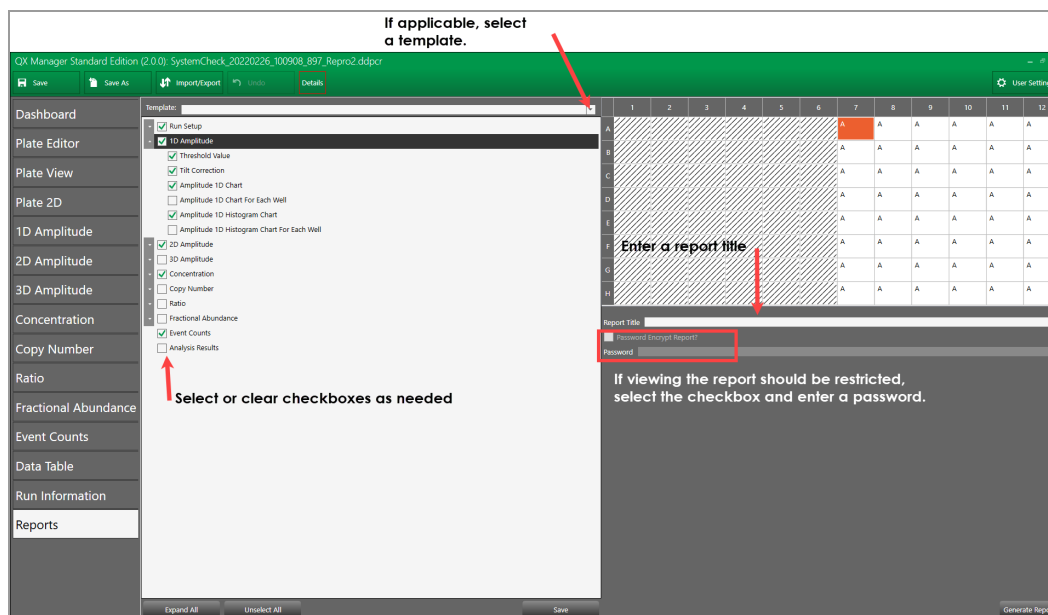 If applicable, select
a template.
QX Manager Standard Edition (2.0.0): SystemCheck_20220226_100908_897_Repro2.ddpcr
Save Save As Import/Export Undo Details User Setting
Dashboard
Plate Editor
Plate View
Plate 2D
1D Amplitude
2D Amplitude
3D Amplitude
Concentration
Copy Number
Ratio
Fractional Abundance
Event Counts
Data Table
Run Information
Reports
Template:
Run Setup
1D Amplitude
Threshold Value
Tilt Correction
Amplitude 1D Chart
Amplitude 1D Chart For Each Well
Amplitude 1D Histogram Chart
Amplitude 1D Histogram Chart For Each Well
2D Amplitude
3D Amplitude
Concentration
Copy Number
Ratio
Fractional Abundance
Event Counts
Analysis Results
Select or clear checkboxes as needed
Expand All Unselect All Save
1 2 3 4 5 6 7 8 9 10 11 12
A A A A A A A
B A A A A A A
C A A A A A A
D A A A A A A
E A A A A A A
F A A A A A A
G A A A A A A
H A A A A A A
Enter a report title
Report Title
Password Encrypt Report?
Password
If viewing the report should be restricted,
select the checkbox and enter a password.
Generate Repo